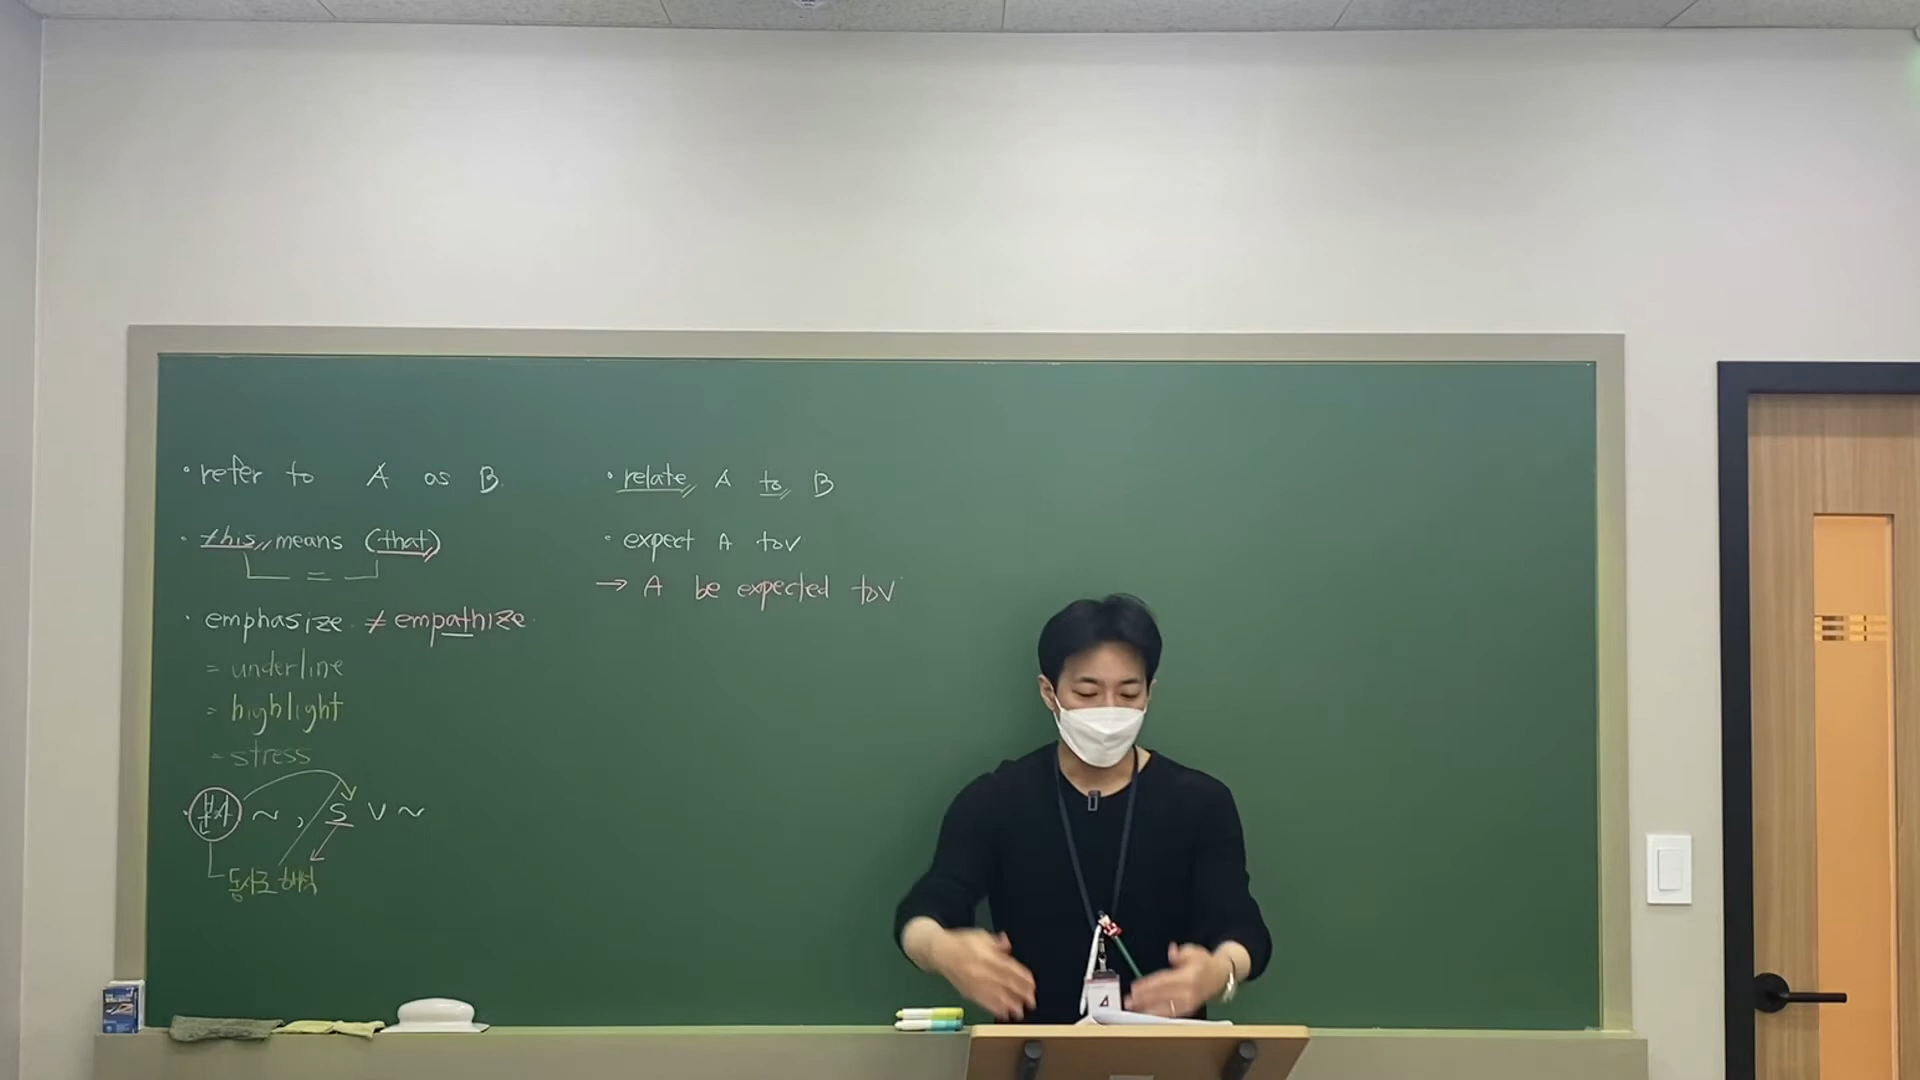 · refer to A as B.
· this means (that)
=
· emphasize ≠ empathize
= underline
= highlight
= stress
· 분사 ~ , S V ~
동사로 해석
· relate A to B
· expect A to V
→ A be expected to V